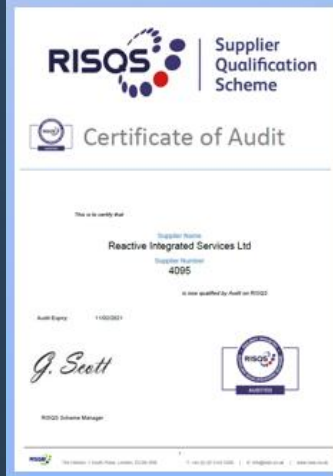 RISQS
Supplier
Qualification
Scheme
Certificate of Audit
This is to certify that
Supplier Name
Reactive Integrated Services Ltd
Supplier Number
4095
is now qualified by Audit on RISQS
Audit Expiry:
G. Scott
RISQS
AUDITED
RISQS Scheme Manager
RISQS